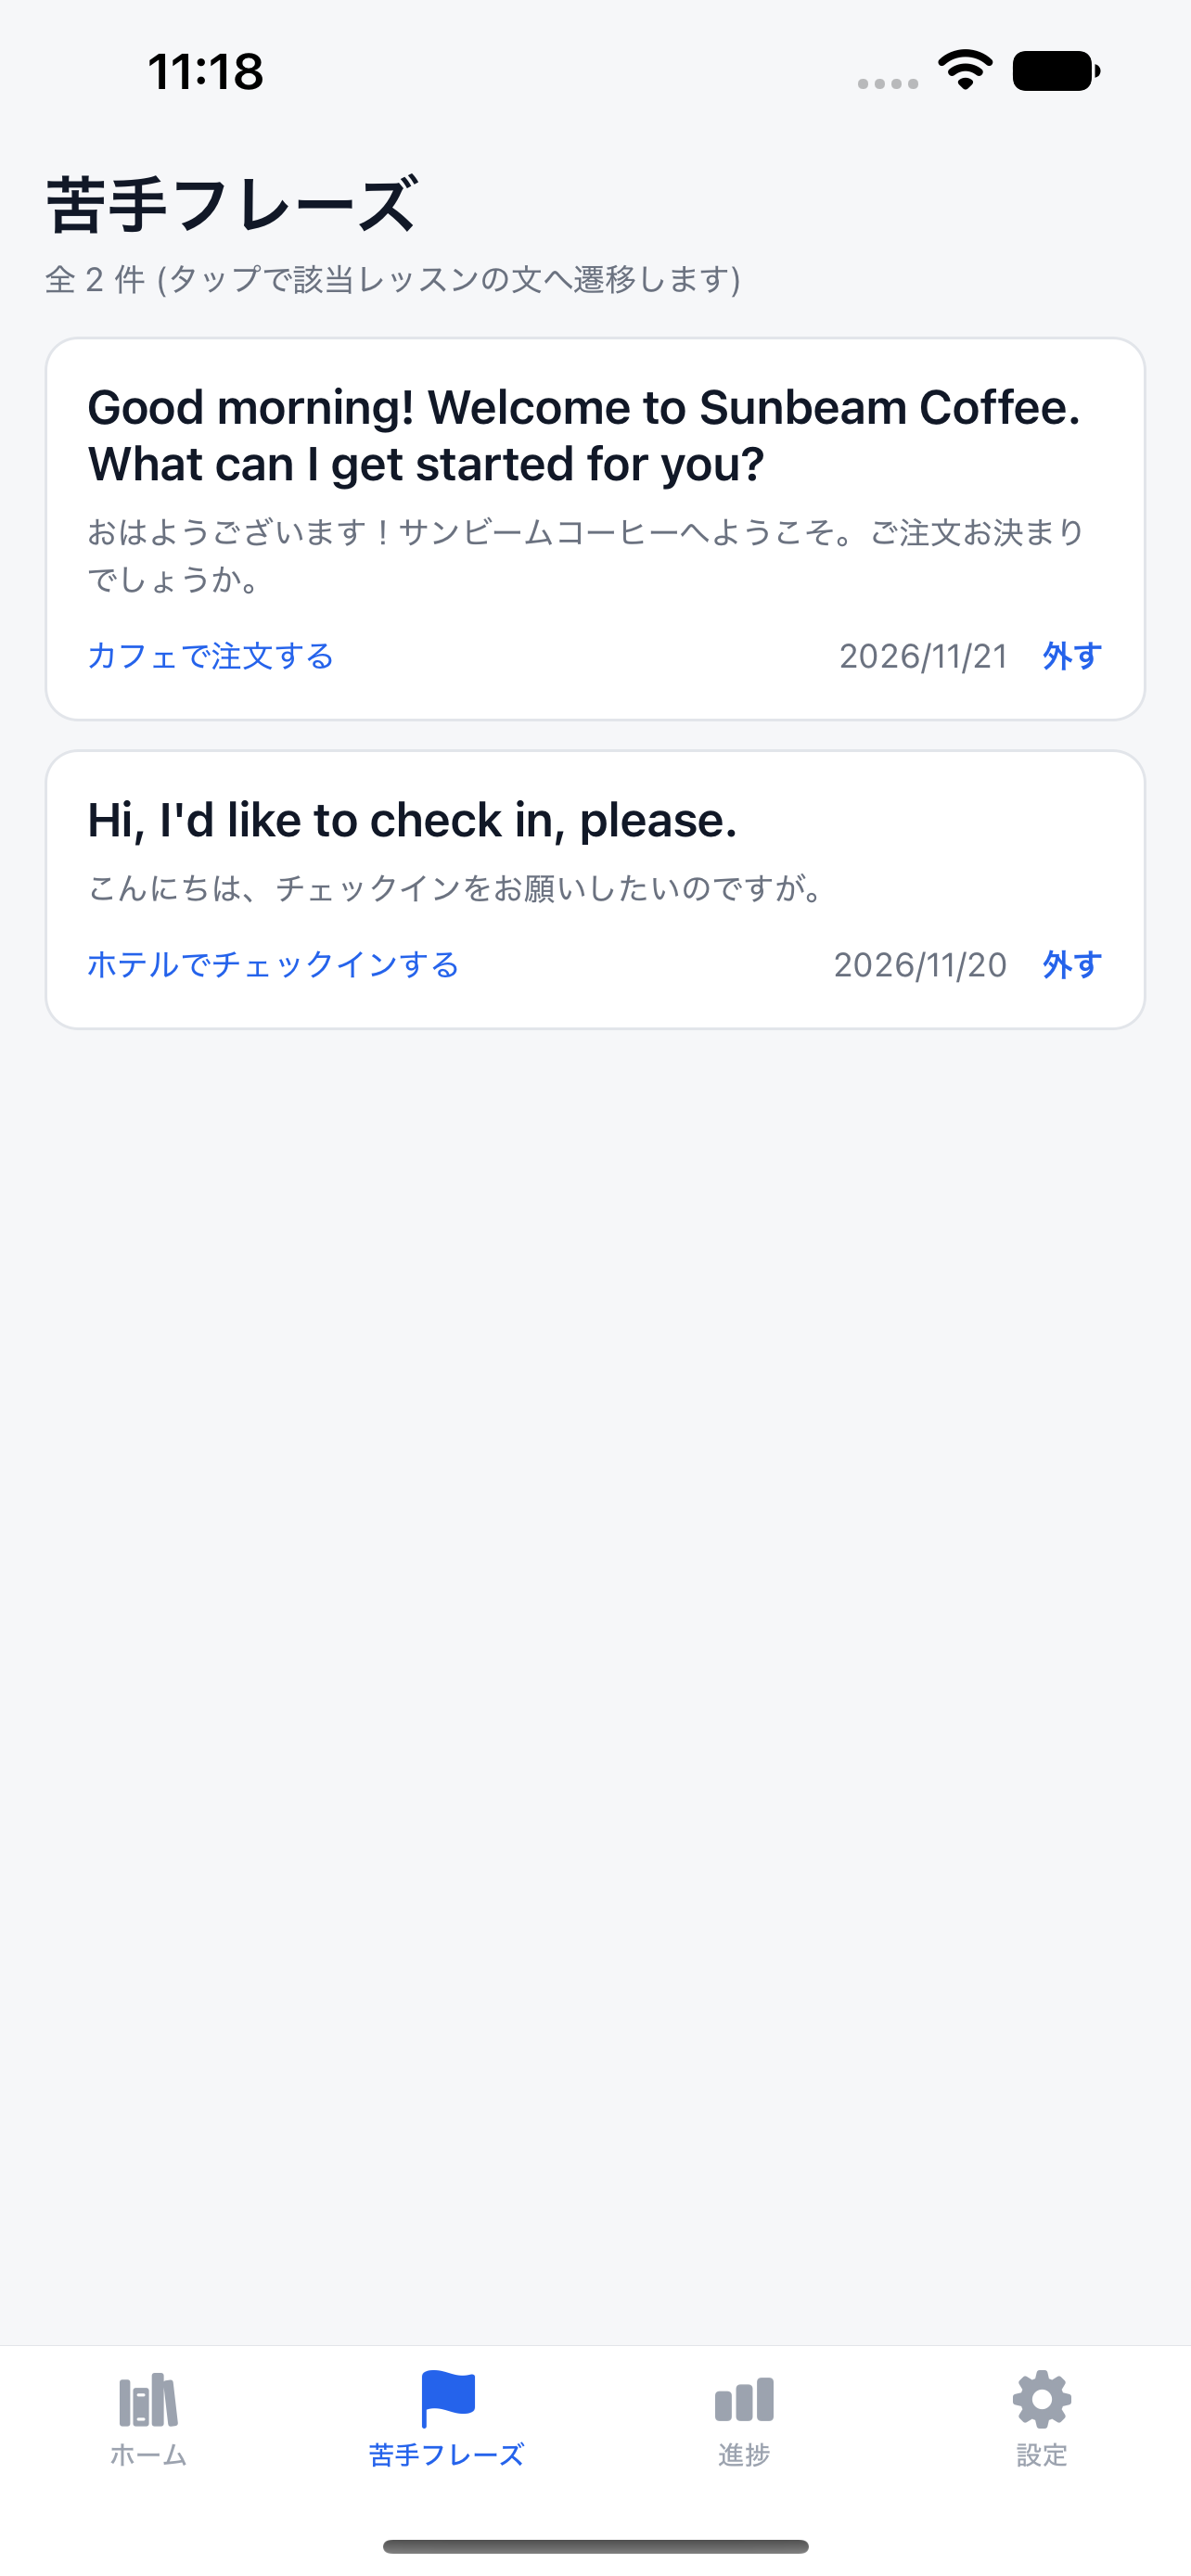 11:18
苦手フレーズ
全 2 件 (タップで該当レッスンの文へ遷移します)
Good morning! Welcome to Sunbeam Coffee.
What can I get started for you?
おはようございます！サンビームコーヒーへようこそ。ご注文お決まり
でしょうか。
カフェで注文する 2026/11/21 外す
Hi, I'd like to check in, please.
こんにちは、チェックインをお願いしたいのですが。
ホテルでチェックインする 2026/11/20 外す
ホーム 苦手フレーズ 進捗 設定